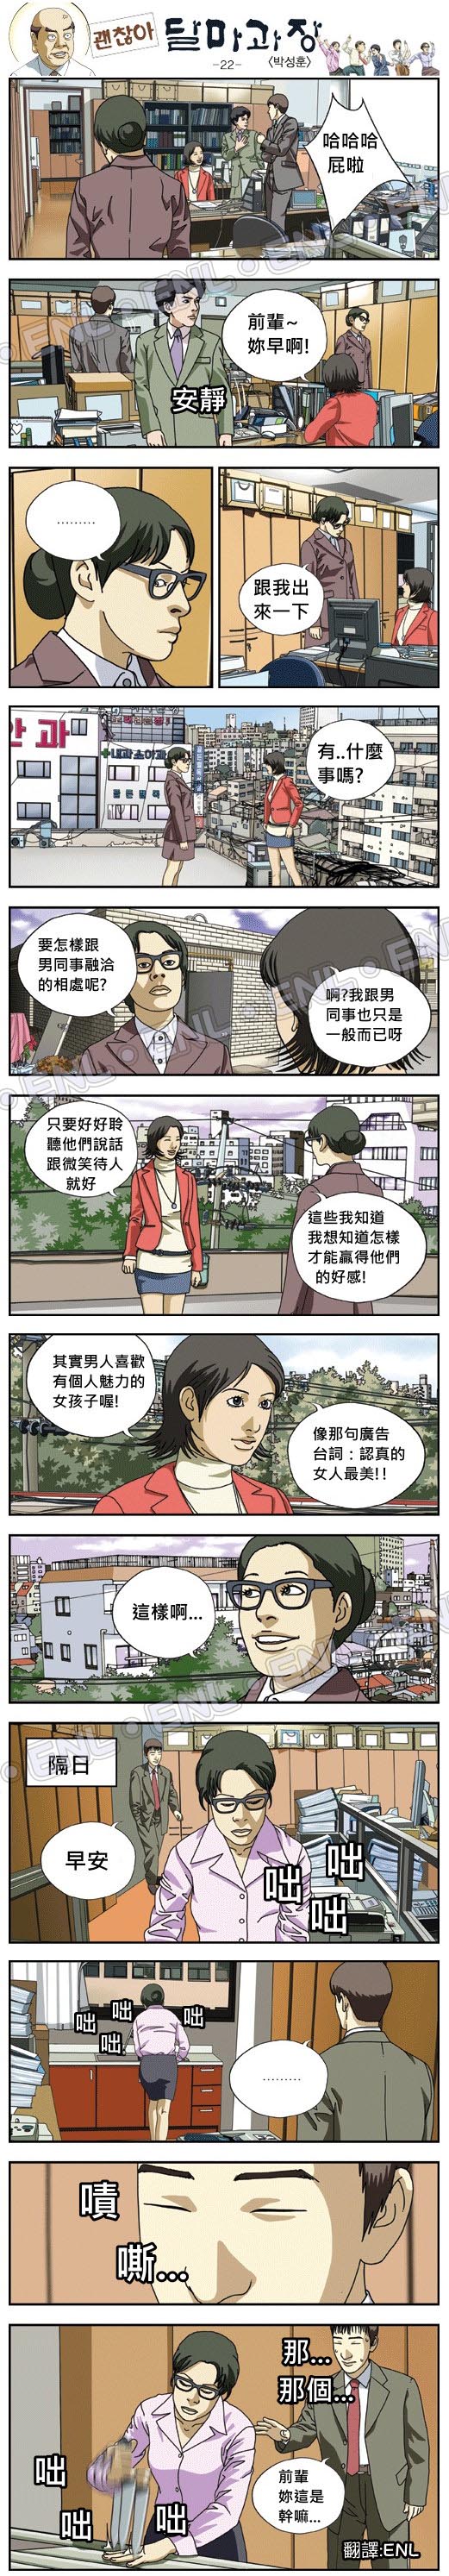 괜찮아
달마과장
-22-
〈박성훈〉
哈哈哈
屁啦
前輩~
妳早啊!
安靜
………
跟我出
來一下
안과
내과소아과
有..什麼
事嗎?
要怎樣跟
男同事融洽
的相處呢?
啊?我跟男
同事也只是
一般而已呀
只要好好聆
聽他們說話
跟微笑待人
就好
這些我知道
我想知道怎樣
才能贏得他們
的好感!
其實男人喜歡
有個人魅力的
女孩子喔!
像那句廣告
台詞：認真的
女人最美!!
這樣啊...
隔日
早安
咄
咄
咄
咄
咄
咄
咄
………
嘖
嘶...
那...
那個...
咄
咄
咄
前輩
妳這是
幹嘛...
翻譯:ENL